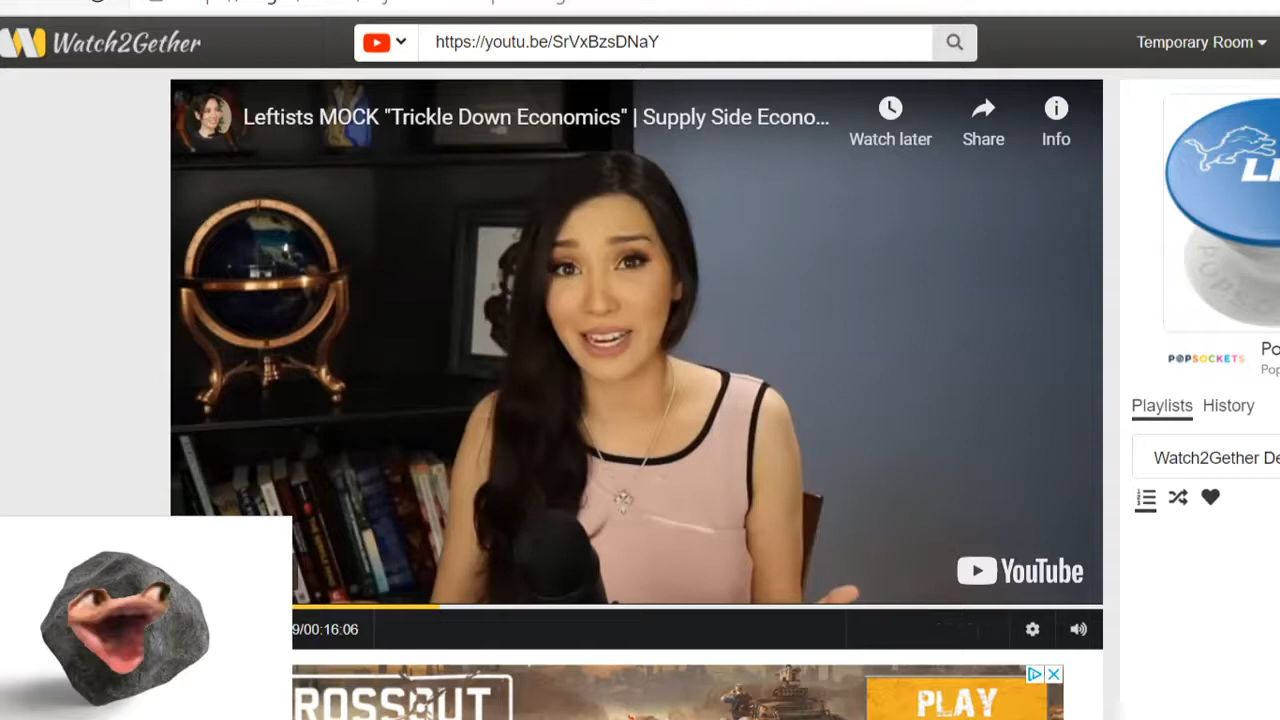 Watch2Gether
https://youtu.be/SrVxBzsDNaY
Temporary Room
Leftists MOCK "Trickle Down Economics" | Supply Side Econo...
Watch later
Share
Info
POPSOCKETS
Playlists
History
Watch2Gether De
YouTube
9/00:16:06
ROSSOUT
PLAY